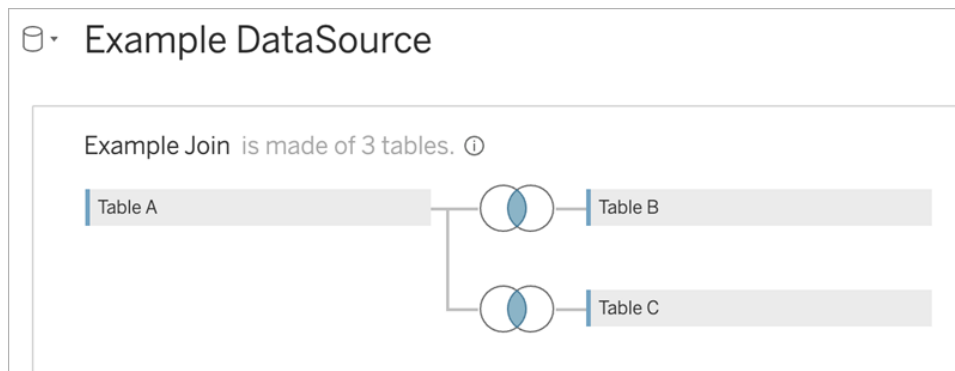 Example DataSource
Example Join is made of 3 tables.
Table A
Table B
Table C